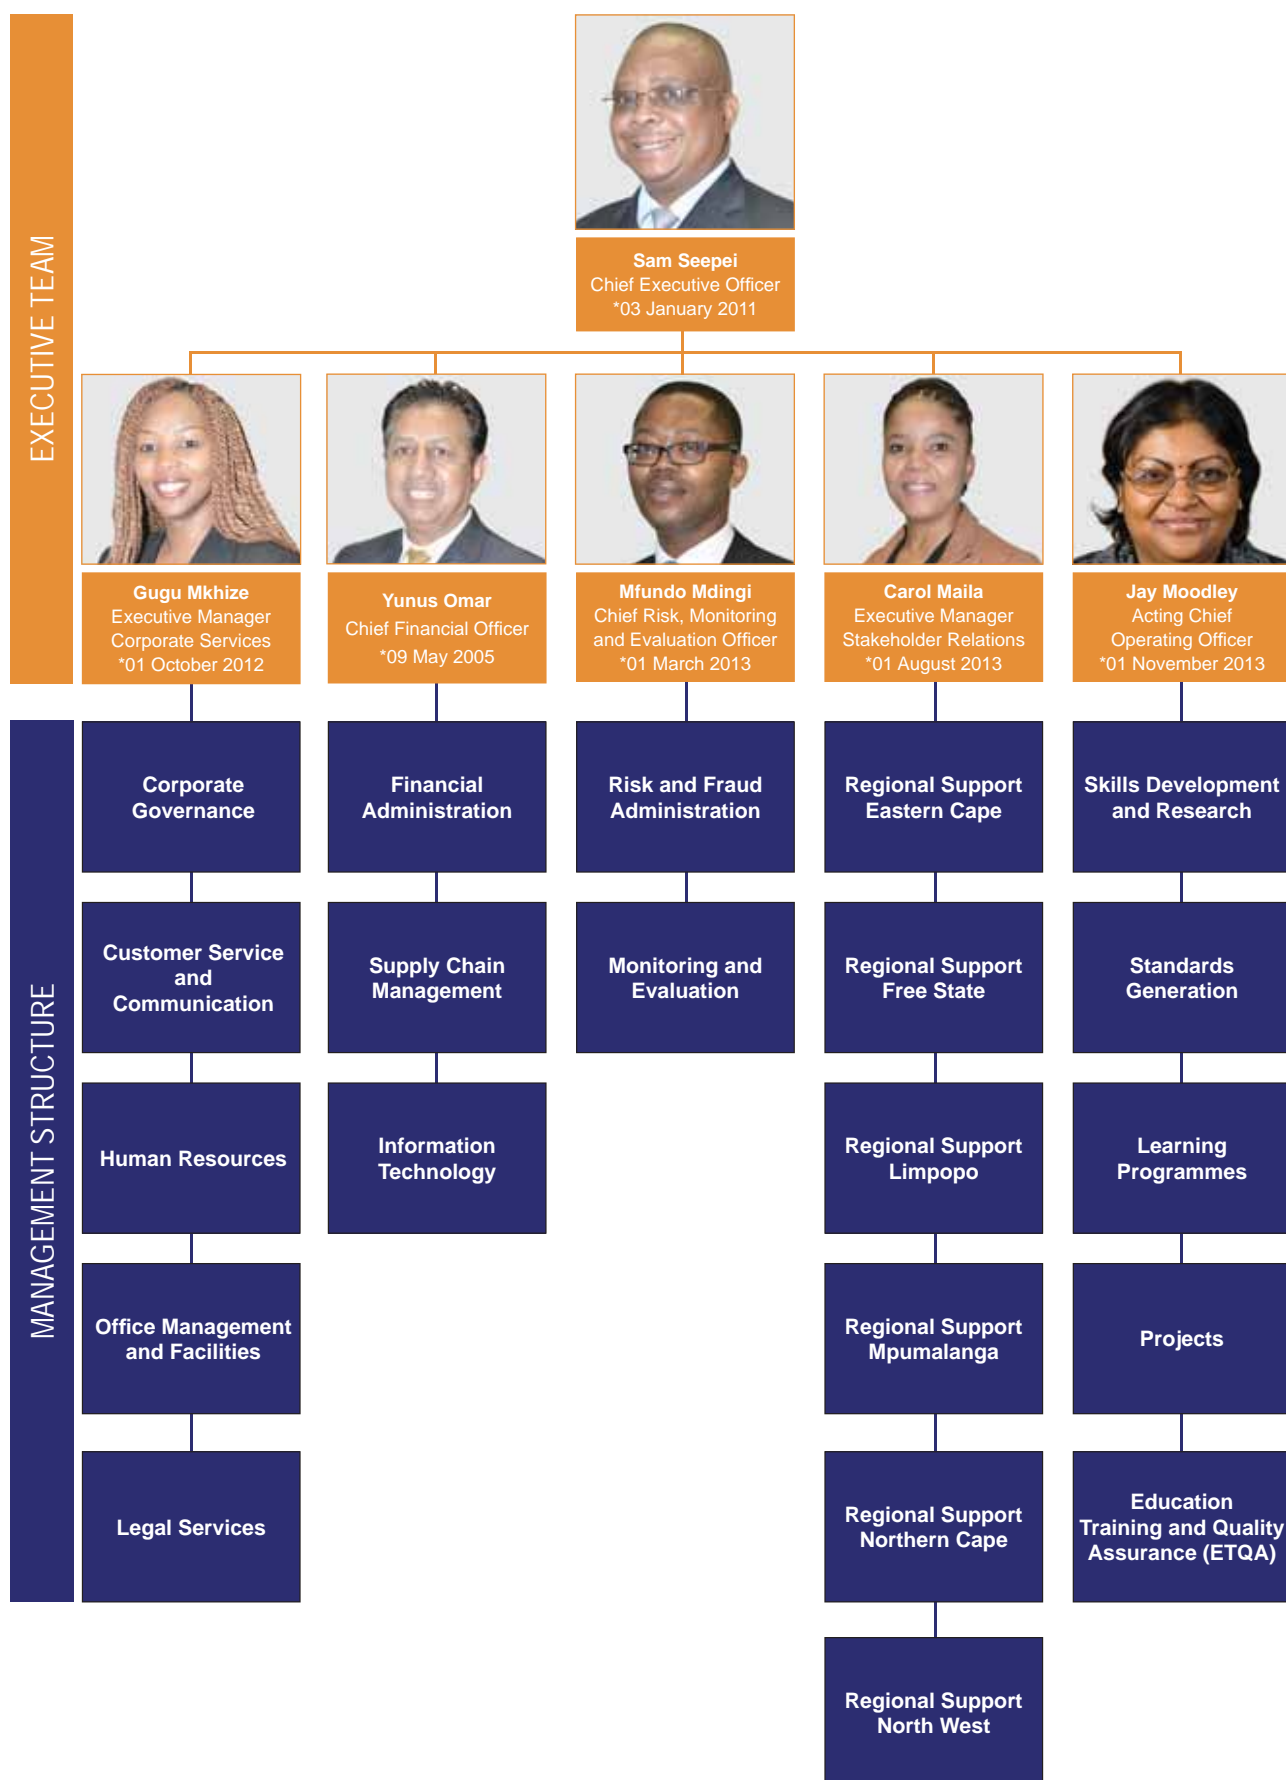 EXECUTIVE TEAM
Sam Seepei
Chief Executive Officer
*03 January 2011
Gugu Mkhize
Executive Manager
Corporate Services
*01 October 2012
Yunus Omar
Chief Financial Officer
*09 May 2005
Mfundo Mdingi
Chief Risk, Monitoring
and Evaluation Officer
*01 March 2013
Carol Maila
Executive Manager
Stakeholder Relations
*01 August 2013
Jay Moodley
Acting Chief
Operating Officer
*01 November 2013
MANAGEMENT STRUCTURE
Corporate
Governance
Customer Service
and
Communication
Human Resources
Office Management
and Facilities
Legal Services
Financial
Administration
Supply Chain
Management
Information
Technology
Risk and Fraud
Administration
Monitoring and
Evaluation
Regional Support
Eastern Cape
Regional Support
Free State
Regional Support
Limpopo
Regional Support
Mpumalanga
Regional Support
Northern Cape
Regional Support
North West
Skills Development
and Research
Standards
Generation
Learning
Programmes
Projects
Education
Training and Quality
Assurance (ETQA)